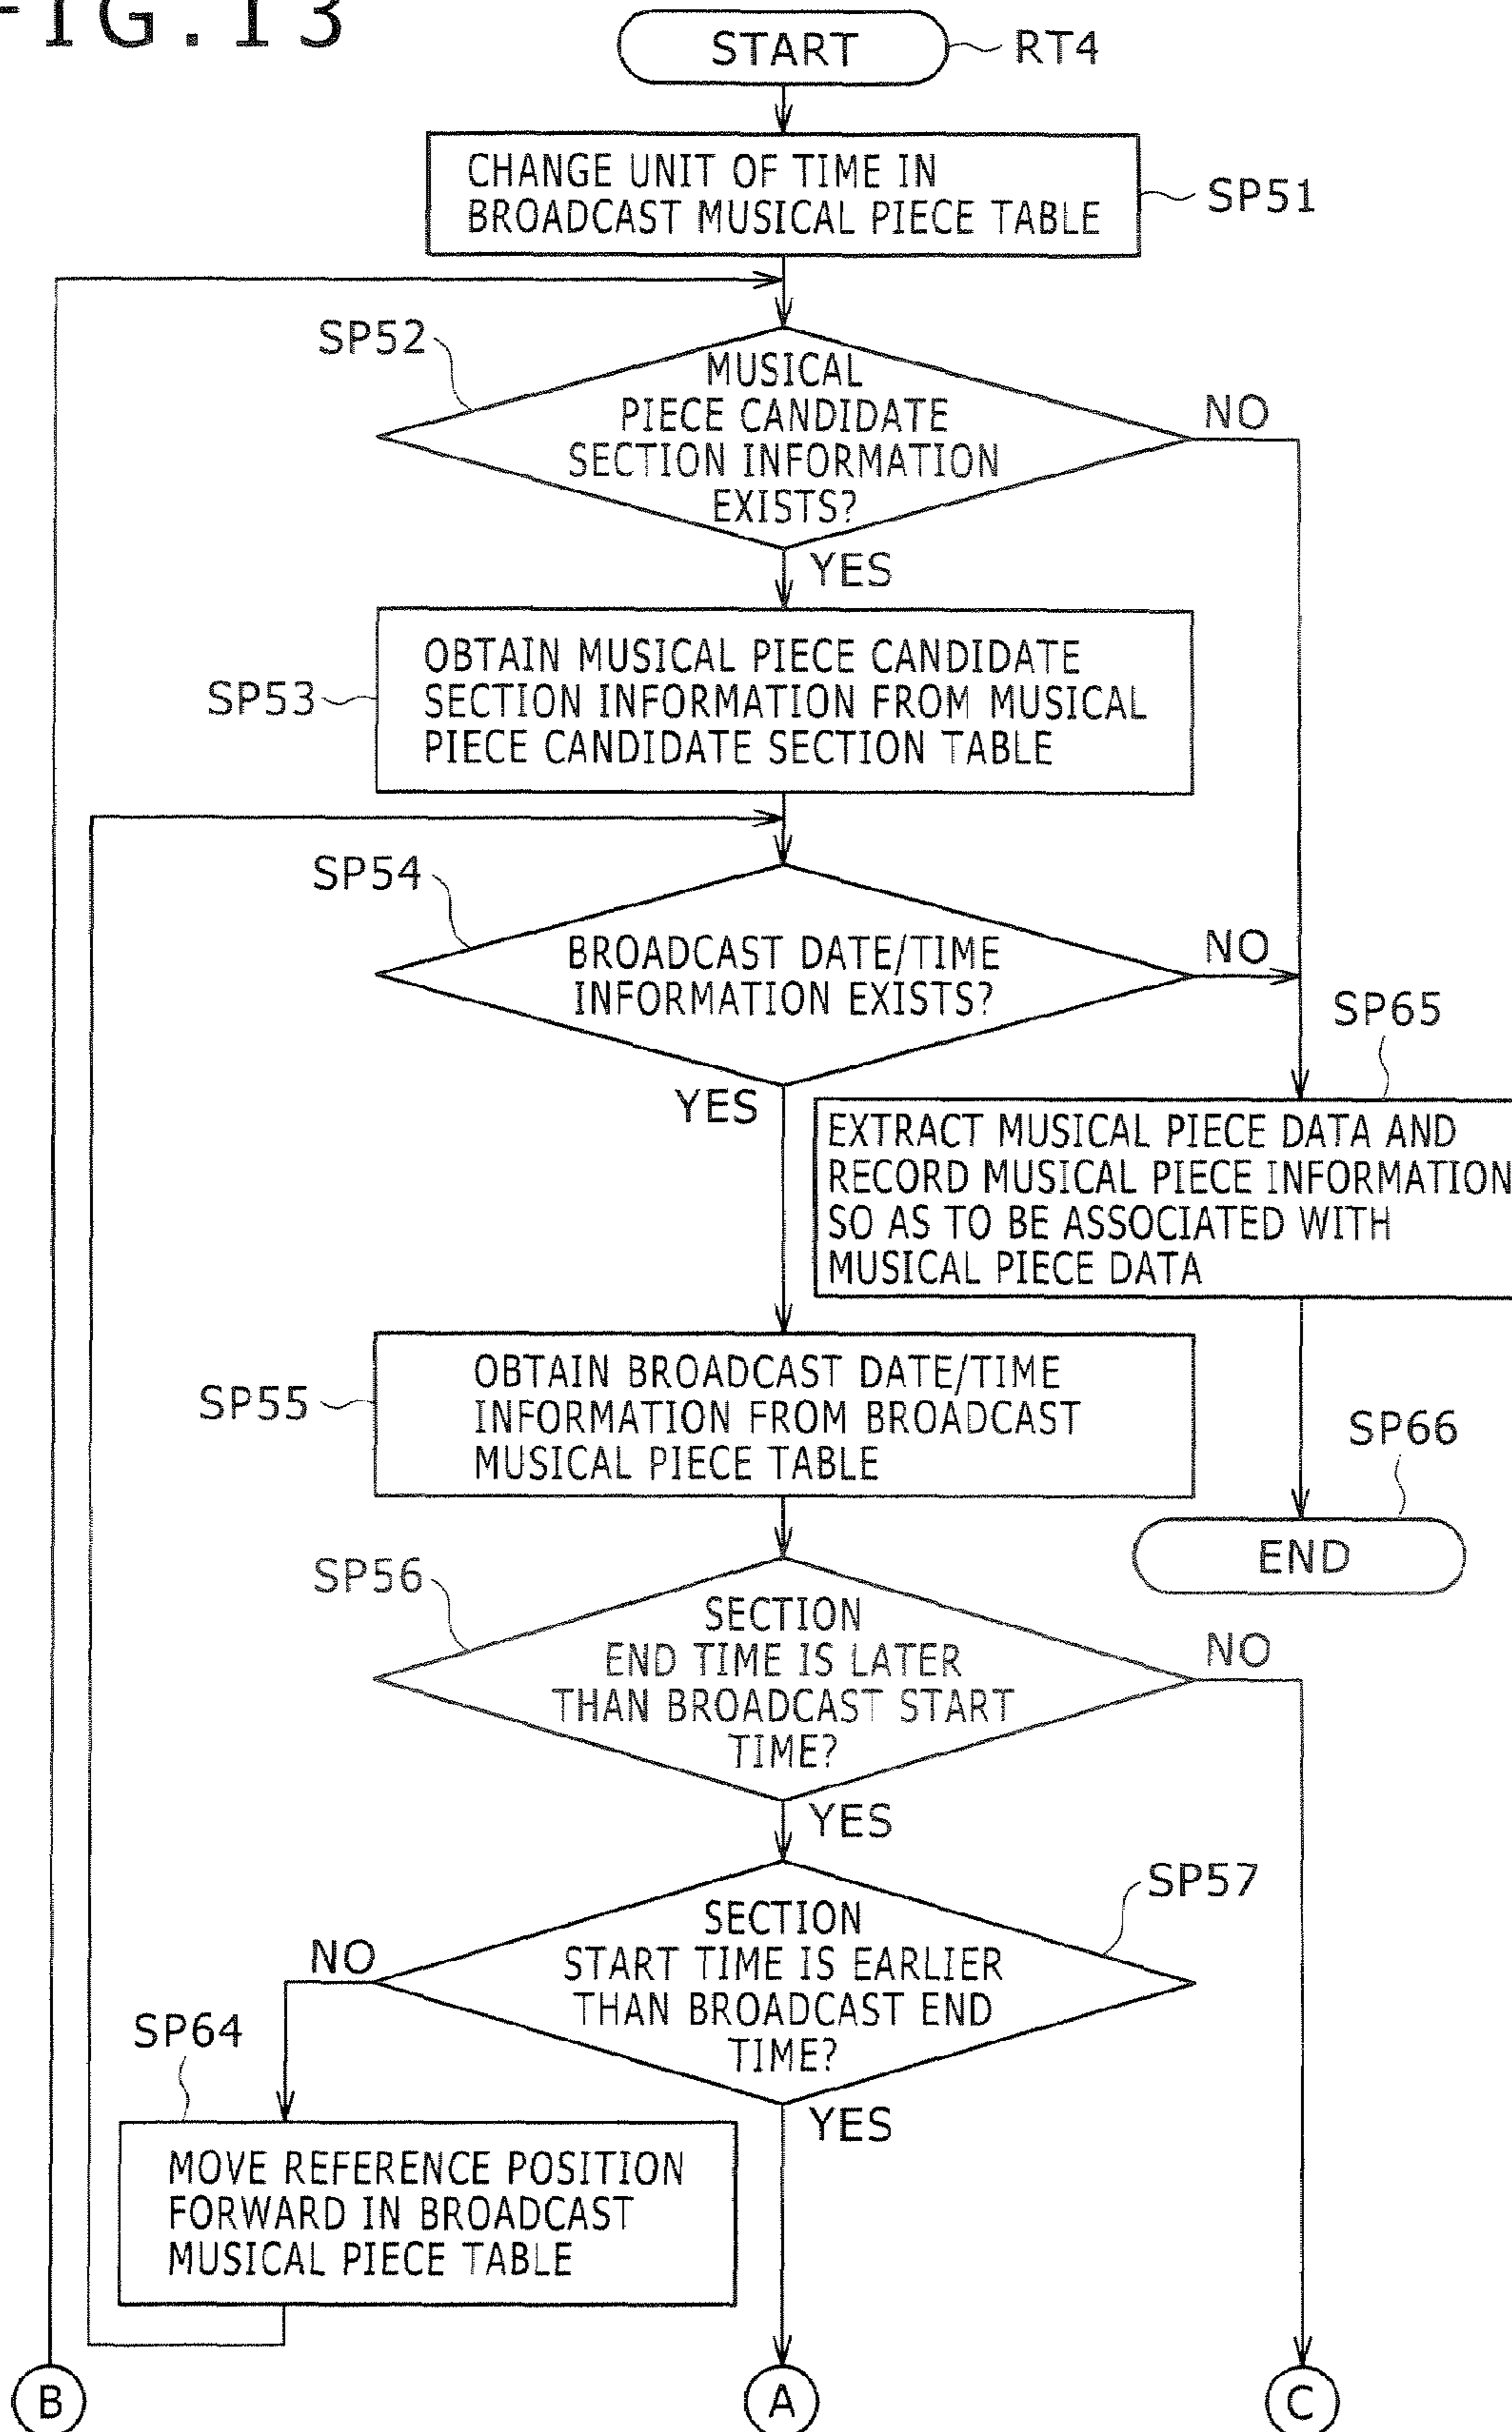 FIG.13
START
RT4
CHANGE UNIT OF TIME IN
BROADCAST MUSICAL PIECE TABLE
SP51
SP52
MUSICAL
PIECE CANDIDATE
SECTION INFORMATION
EXISTS?
NO
YES
SP53
OBTAIN MUSICAL PIECE CANDIDATE
SECTION INFORMATION FROM MUSICAL
PIECE CANDIDATE SECTION TABLE
SP54
BROADCAST DATE/TIME
INFORMATION EXISTS?
NO
YES
SP65
EXTRACT MUSICAL PIECE DATA AND
RECORD MUSICAL PIECE INFORMATION
SO AS TO BE ASSOCIATED WITH
MUSICAL PIECE DATA
SP55
OBTAIN BROADCAST DATE/TIME
INFORMATION FROM BROADCAST
MUSICAL PIECE TABLE
SP66
END
SP56
SECTION
END TIME IS LATER
THAN BROADCAST START
TIME?
NO
YES
SP57
SECTION
START TIME IS EARLIER
THAN BROADCAST END
TIME?
NO
YES
SP64
MOVE REFERENCE POSITION
FORWARD IN BROADCAST
MUSICAL PIECE TABLE
B
A
C